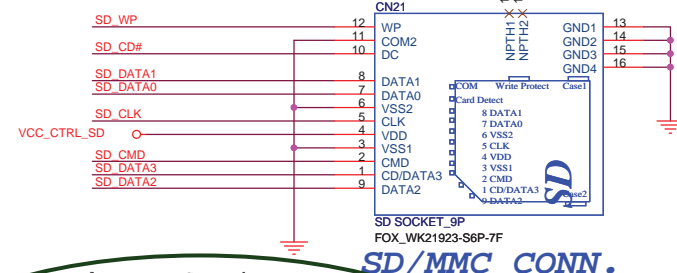 CN21
SD_WP 12 WP
11 COM2
SD_CD# 10 DC
SD_DATA1 8 DATA1
SD_DATA0 7 DATA0
6 VSS2
SD_CLK 5 CLK
VCC_CTRL_SD 4 VDD
3 VSS1
SD_CMD 2 CMD
SD_DATA3 1 CD/DATA3
SD_DATA2 9 DATA2
NPTH1
NPTH2
GND1 13
GND2 14
GND3 15
GND4 16
COM Write Protect Case1
Card Detect
8 DATA1
7 DATA0
6 VSS2
5 CLK
4 VDD
3 VSS1
2 CMD
1 CD/DATA3
9 DATA2
Case2
SD
SD SOCKET_9P
FOX_WK21923-S6P-7F
SD/MMC CONN.